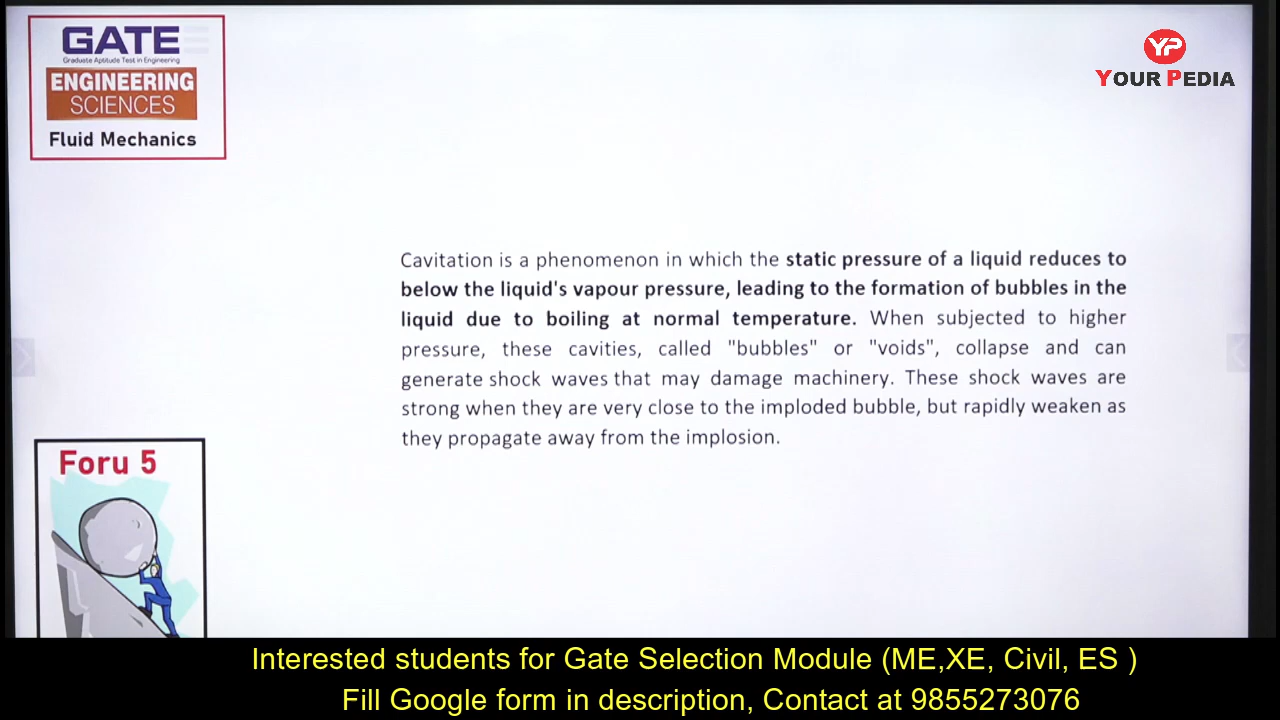 GATE
Graduate Aptitude Test in Engineering
ENGINEERING
SCIENCES
Fluid Mechanics
YP
YOUR PEDIA
Cavitation is a phenomenon in which the static pressure of a liquid reduces to
below the liquid's vapour pressure, leading to the formation of bubbles in the
liquid due to boiling at normal temperature. When subjected to higher
pressure, these cavities, called "bubbles" or "voids", collapse and can
generate shock waves that may damage machinery. These shock waves are
strong when they are very close to the imploded bubble, but rapidly weaken as
they propagate away from the implosion.
Foru 5
Interested students for Gate Selection Module (ME,XE, Civil, ES )
Fill Google form in description, Contact at 9855273076